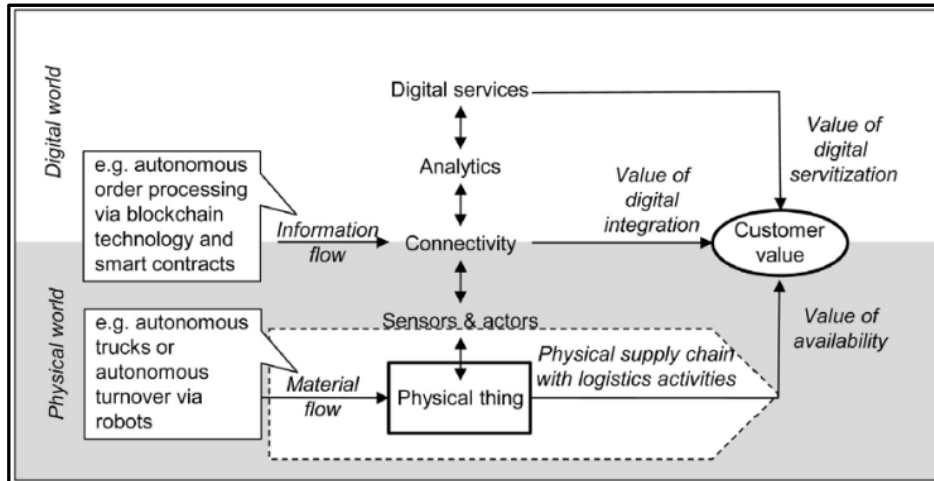 Digital world
Physical world
Digital services
Analytics
Connectivity
Sensors & actors
Physical thing
e.g. autonomous
order processing
via blockchain
technology and
smart contracts
Information
flow
e.g. autonomous
trucks or
autonomous
turnover via
robots
Material
flow
Value of
digital
integration
Value of
digital
servitization
Customer
value
Physical supply chain
with logistics activities
Value of
availability